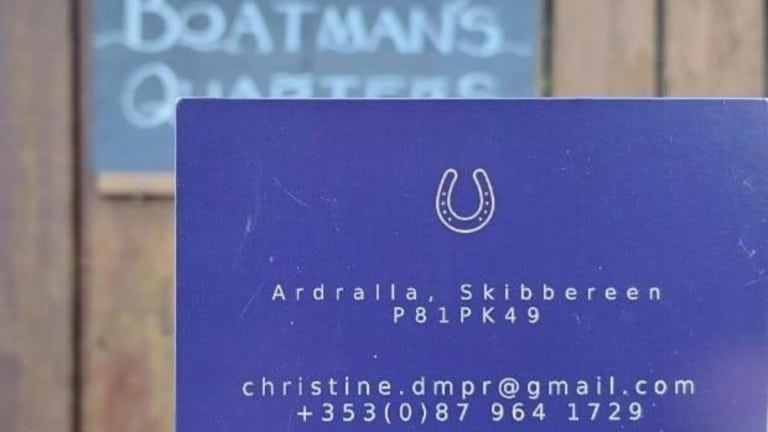 BOATMAN'S
QUARTERS
Ardralla, Skibbereen
P81PK49
christine.dmpr@gmail.com
+353(0)87 964 1729